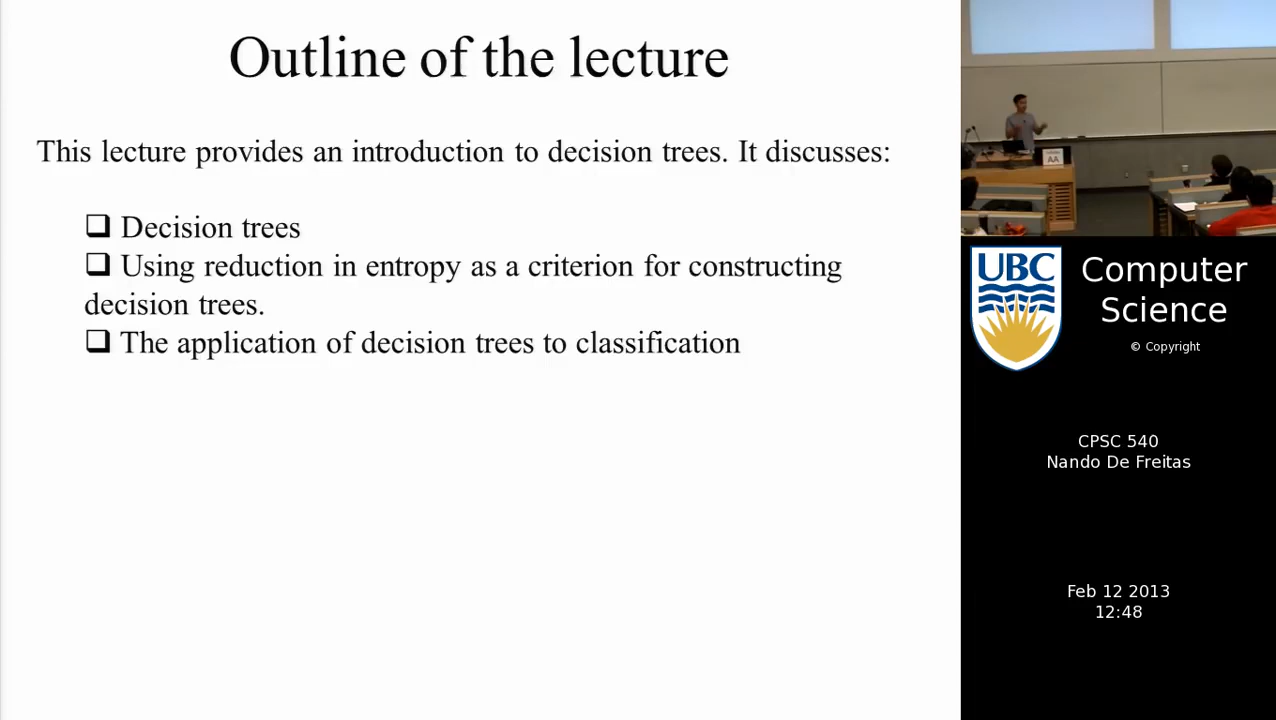 Outline of the lecture
This lecture provides an introduction to decision trees. It discusses:
❑ Decision trees
❑ Using reduction in entropy as a criterion for constructing
decision trees.
❑ The application of decision trees to classification
AA
UBC
Computer
Science
© Copyright
CPSC 540
Nando De Freitas
Feb 12 2013
12:48